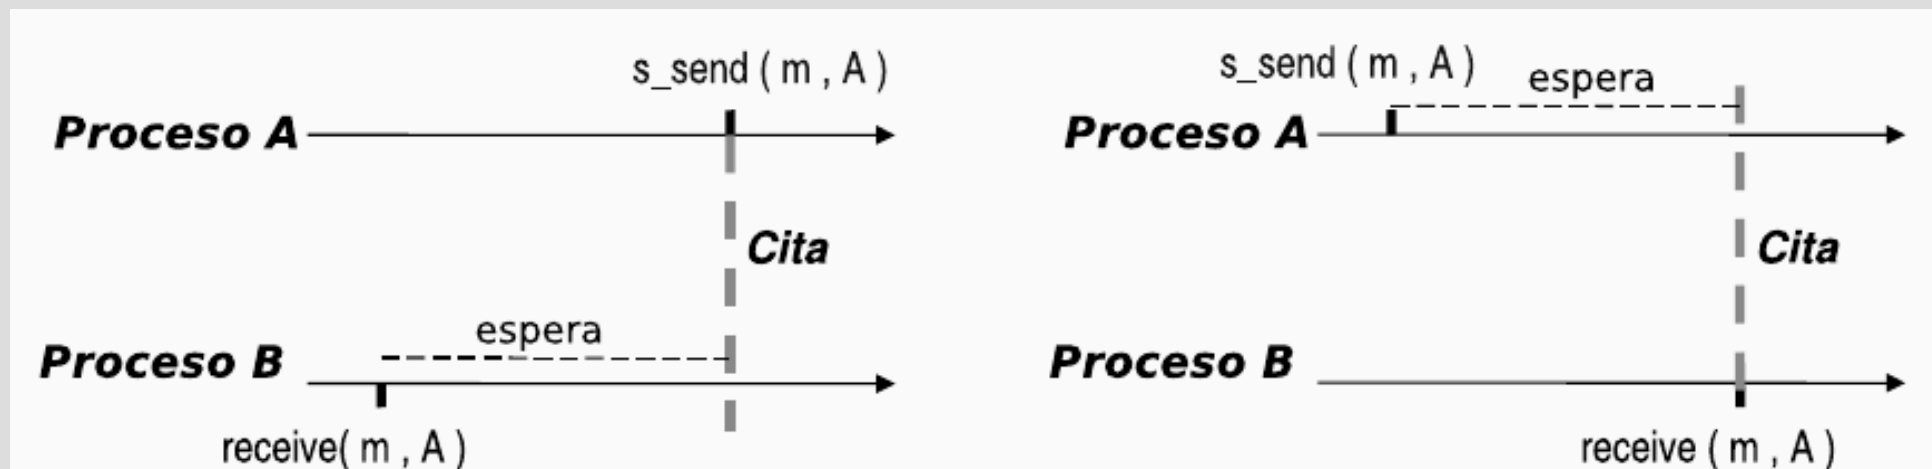 s_send ( m , A )
Proceso A
Cita
espera
Proceso B
receive( m , A )
s_send ( m , A )
espera
Proceso A
Cita
Proceso B
receive ( m , A )